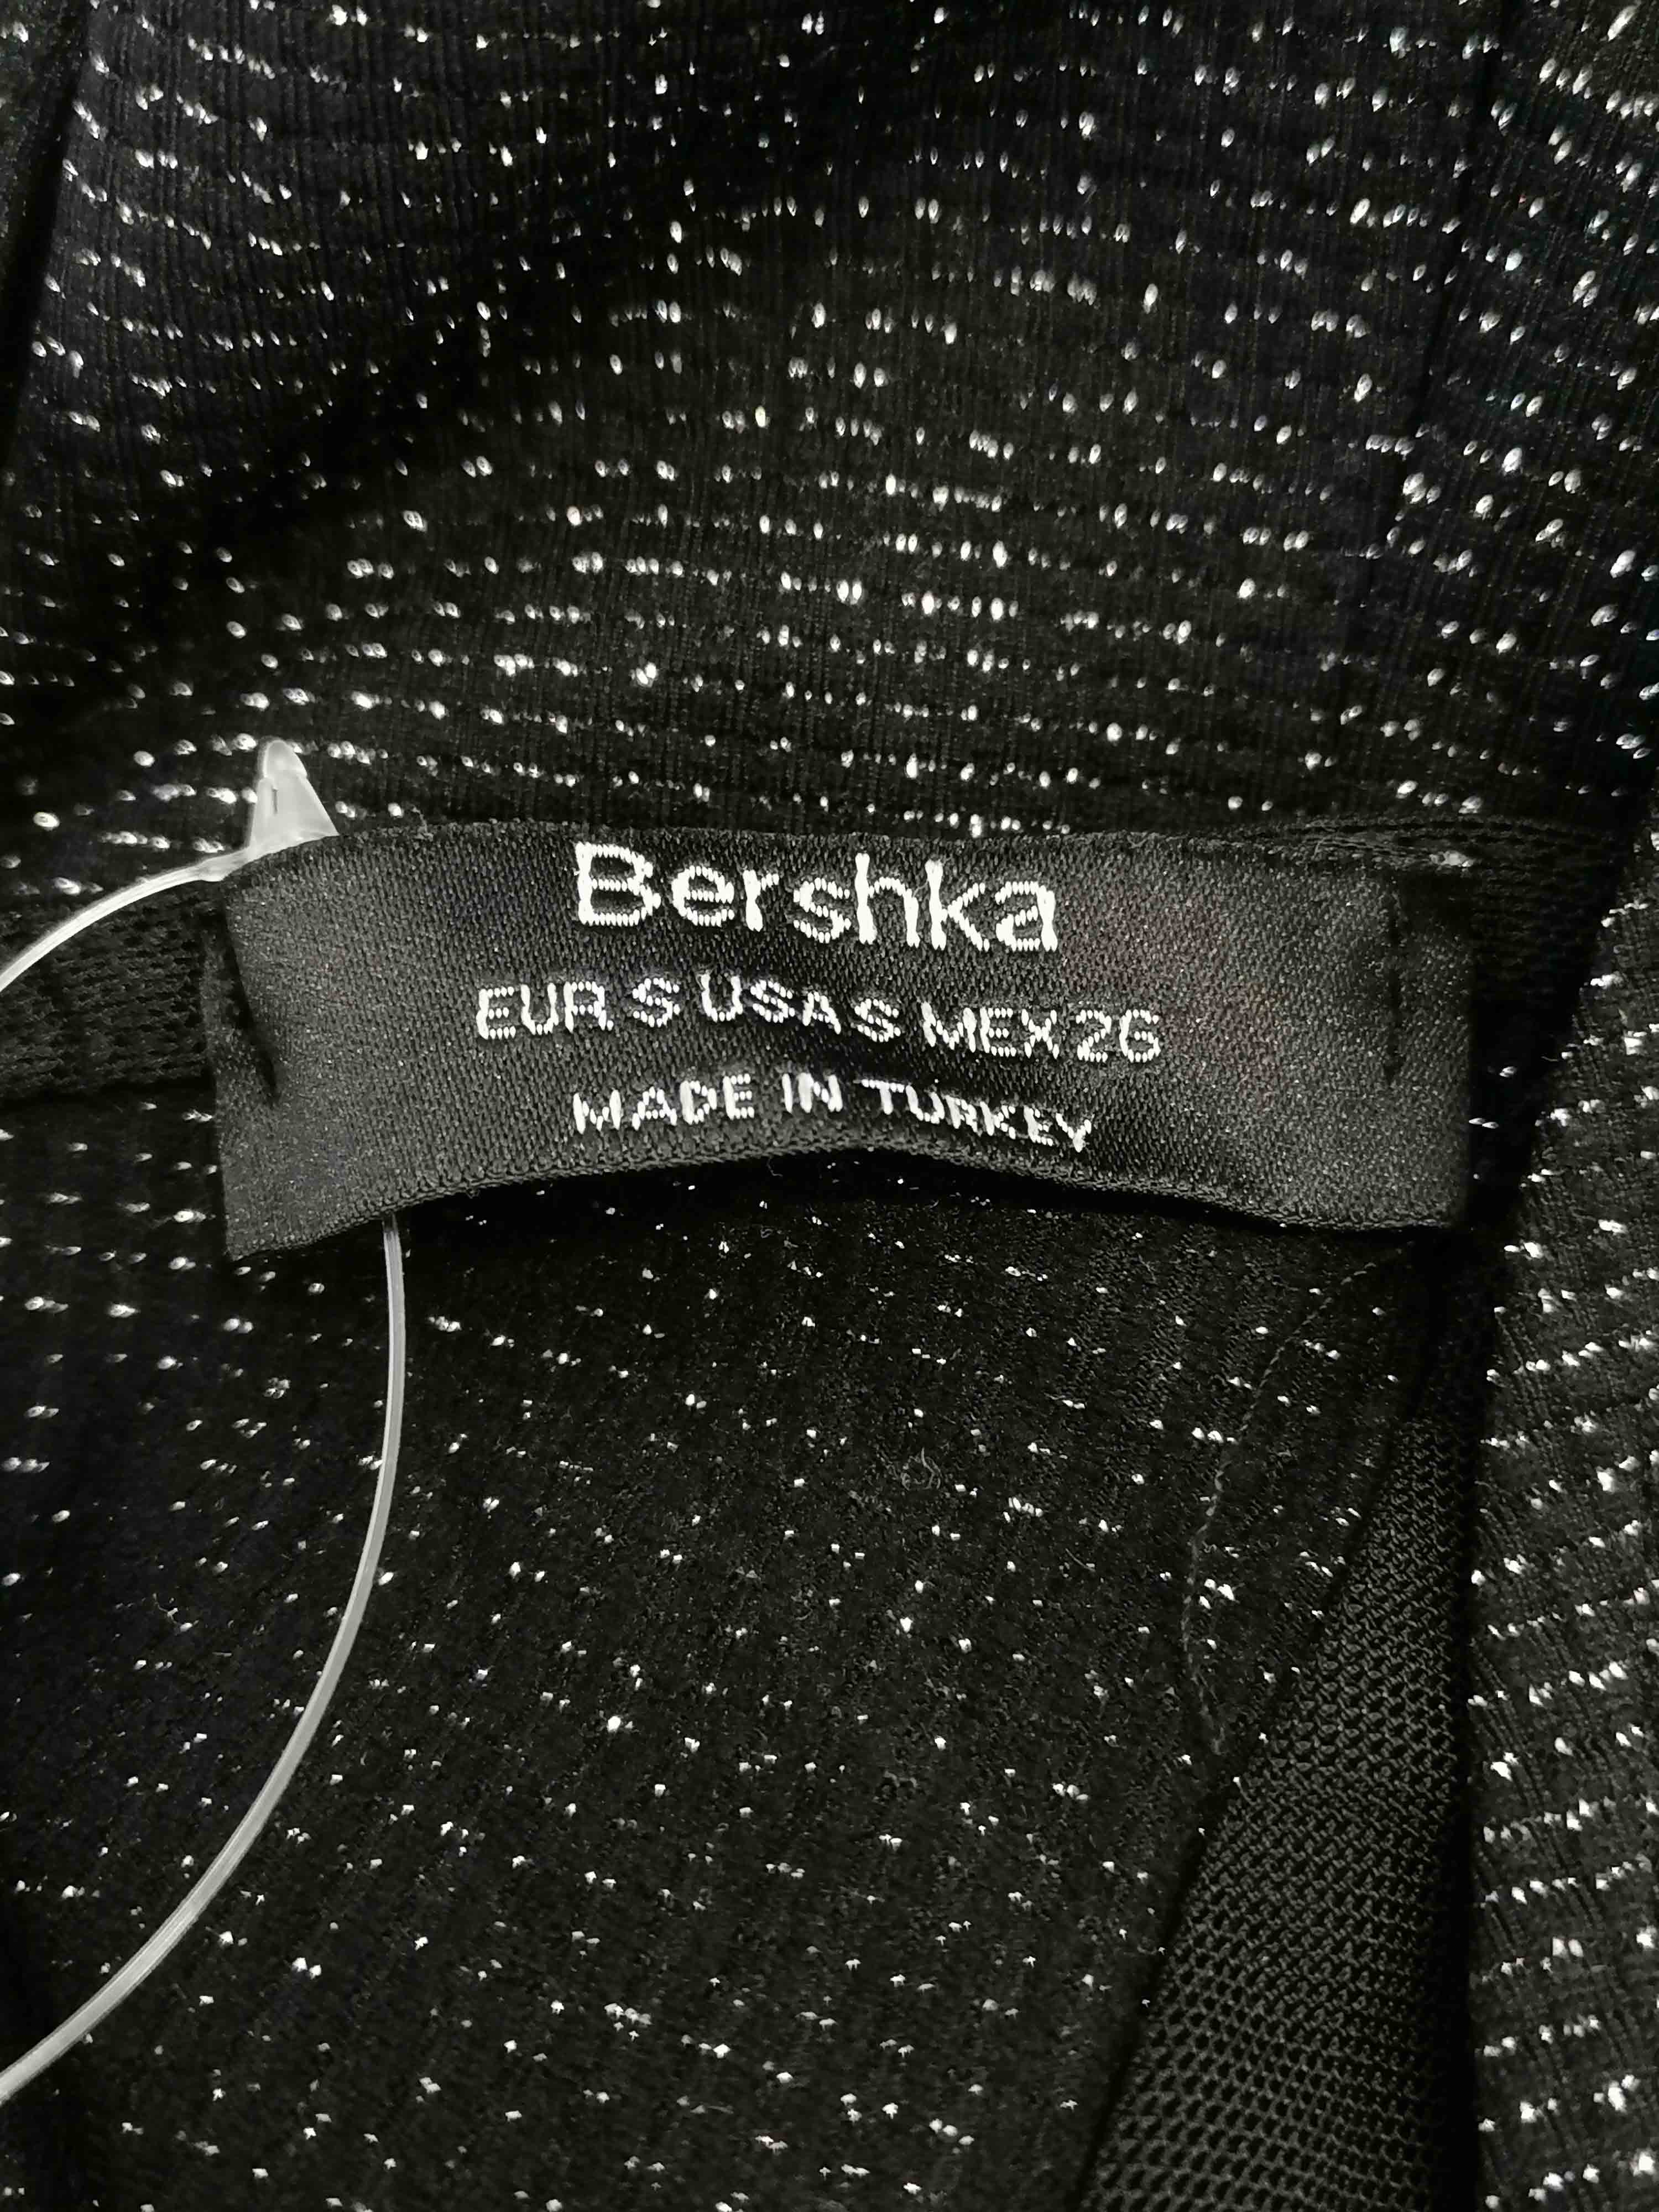 Bershka
EUR S USA S MEX 26
MADE IN TURKEY